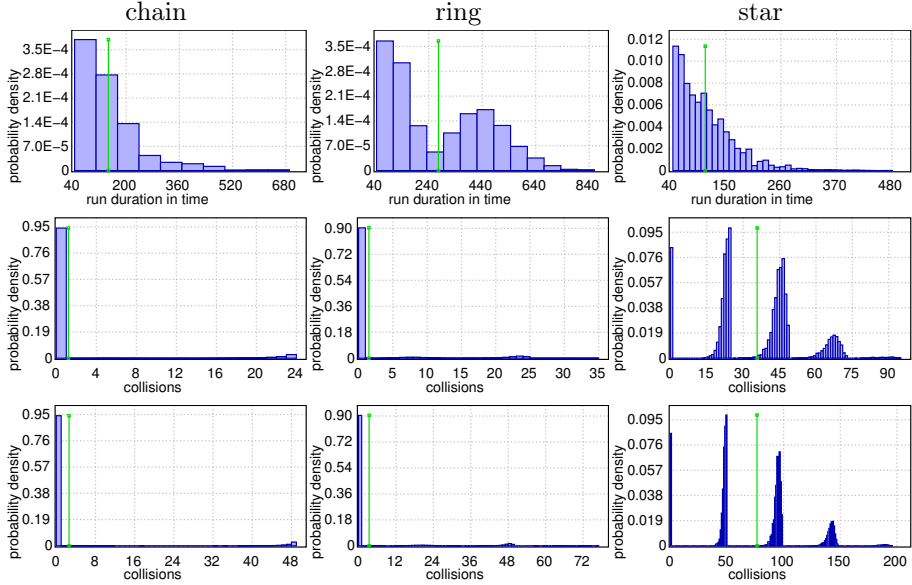 chain ring star
probability density
3.5E−4
2.8E−4
2.1E−4
1.4E−4
7.0E−5
40 200 360 520 680
run duration in time
probability density
3.5E−4
2.8E−4
2.1E−4
1.4E−4
7.0E−5
40 240 440 640 840
run duration in time
probability density
0.012
0.010
0.008
0.006
0.004
0.002
0.000
40 150 260 370 480
run duration in time
probability density
0.95
0.76
0.57
0.38
0.19
0
0 4 8 12 16 20 24
collisions
probability density
0.90
0.72
0.54
0.36
0.18
0
0 5 10 15 20 25 30 35
collisions
probability density
0.095
0.076
0.057
0.038
0.019
0
0 15 30 45 60 75 90
collisions
probability density
0.95
0.76
0.57
0.38
0.19
0
0 8 16 24 32 40 48
collisions
probability density
0.90
0.72
0.54
0.36
0.18
0
0 12 24 36 48 60 72
collisions
probability density
0.095
0.076
0.057
0.038
0.019
0
0 50 100 150 200
collisions